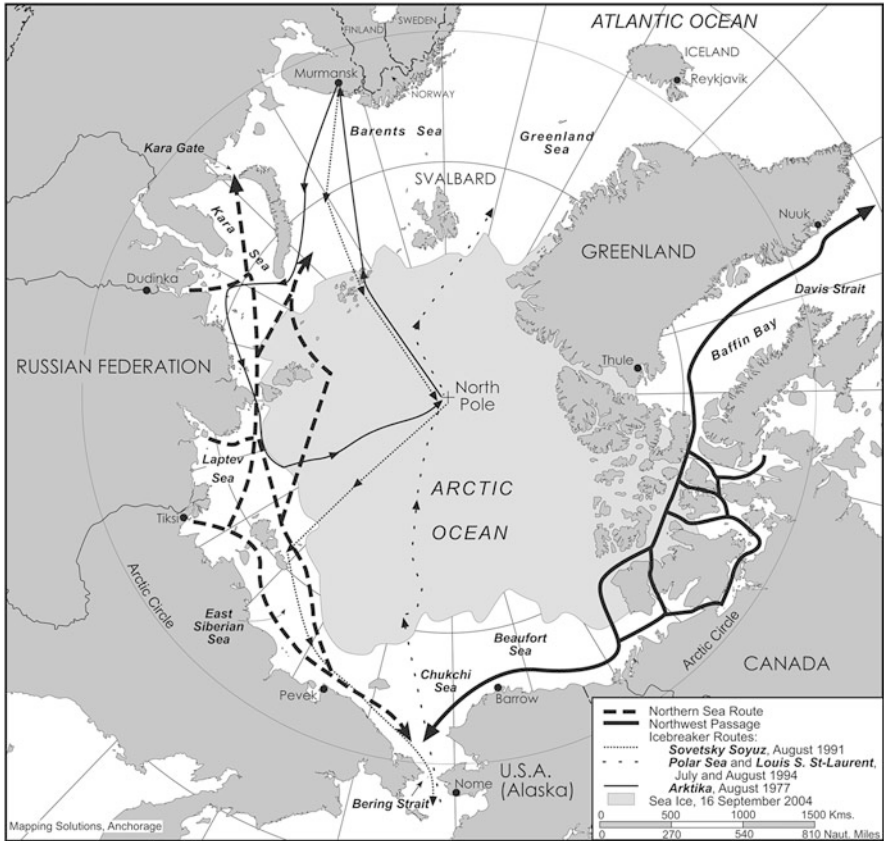 ATLANTIC OCEAN
SWEDEN
FINLAND
ICELAND
Murmansk
Reykjavik
NORWAY
Barents Sea
Greenland
Sea
Kara Gate
SVALBARD
Kara
Sea
Nuuk
GREENLAND
Dudinka
Davis Strait
Baffin Bay
RUSSIAN FEDERATION
Thule
North
Pole
Laptev
Sea
ARCTIC
OCEAN
Tiksi
Arctic Circle
East
Siberian
Sea
Beaufort
Sea
Arctic Circle
CANADA
Chukchi
Sea
Pevek
Barrow
U.S.A.
(Alaska)
Nome
Bering Strait
Northern Sea Route
Northwest Passage
Icebreaker Routes:
Sovetsky Soyuz, August 1991
Polar Sea and Louis S. St-Laurent,
July and August 1994
Arktika, August 1977
Sea Ice, 16 September 2004
0 500 1000 1500 Kms.
0 270 540 810 Naut. Miles
Mapping Solutions, Anchorage